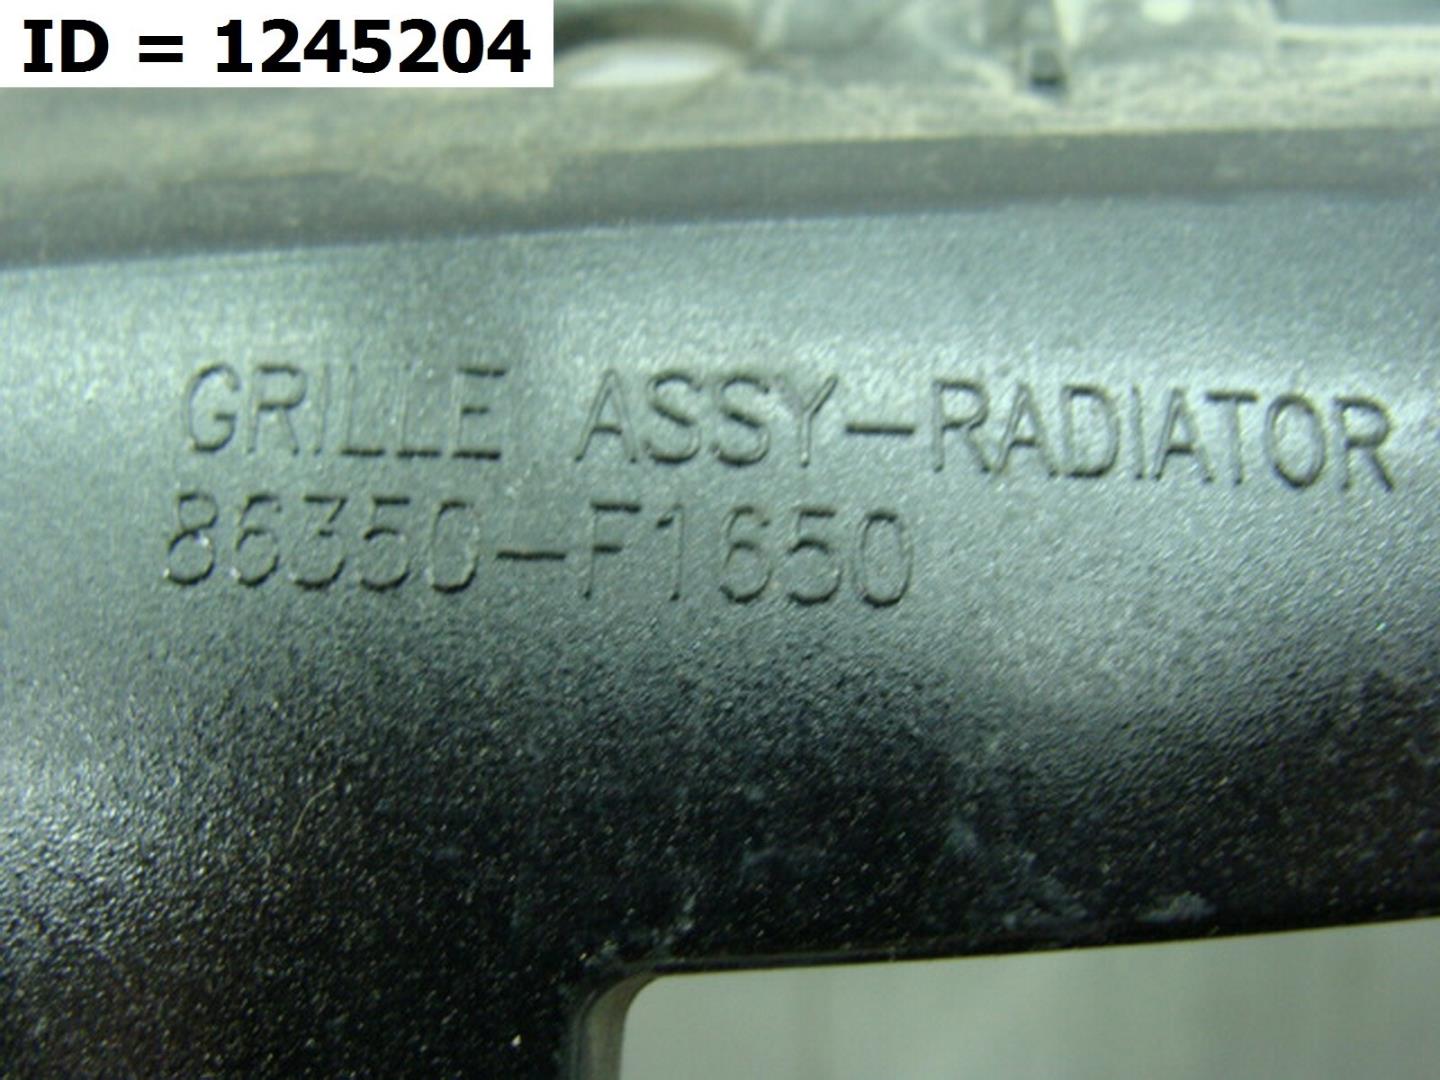 ID = 1245204
GRILLE ASSY-RADIATOR
86350-F1650